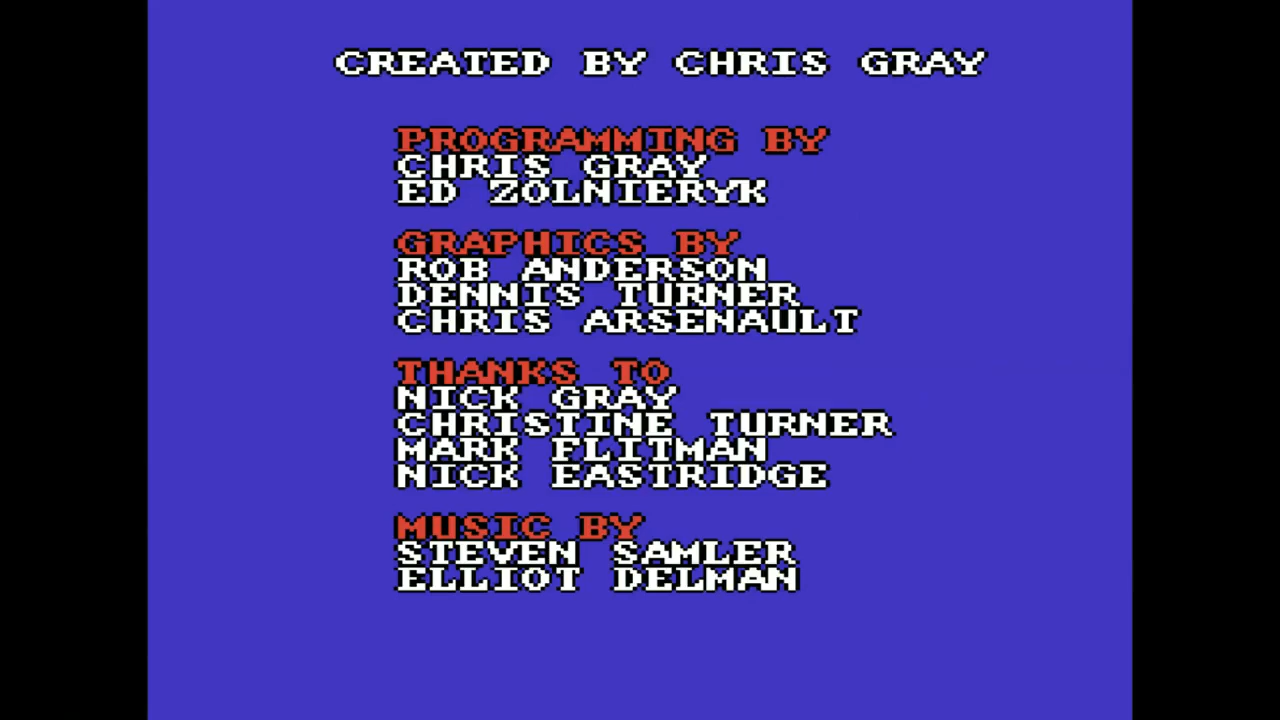 CREATED BY CHRIS GRAY
PROGRAMMING BY
CHRIS GRAY
ED ZOLNIERYK
GRAPHICS BY
ROB ANDERSON
DENNIS TURNER
CHRIS ARSENAULT
THANKS TO
NICK GRAY
CHRISTINE TURNER
MARK FLITMAN
NICK EASTRIDGE
MUSIC BY
STEVEN SAMLER
ELLIOT DELMAN